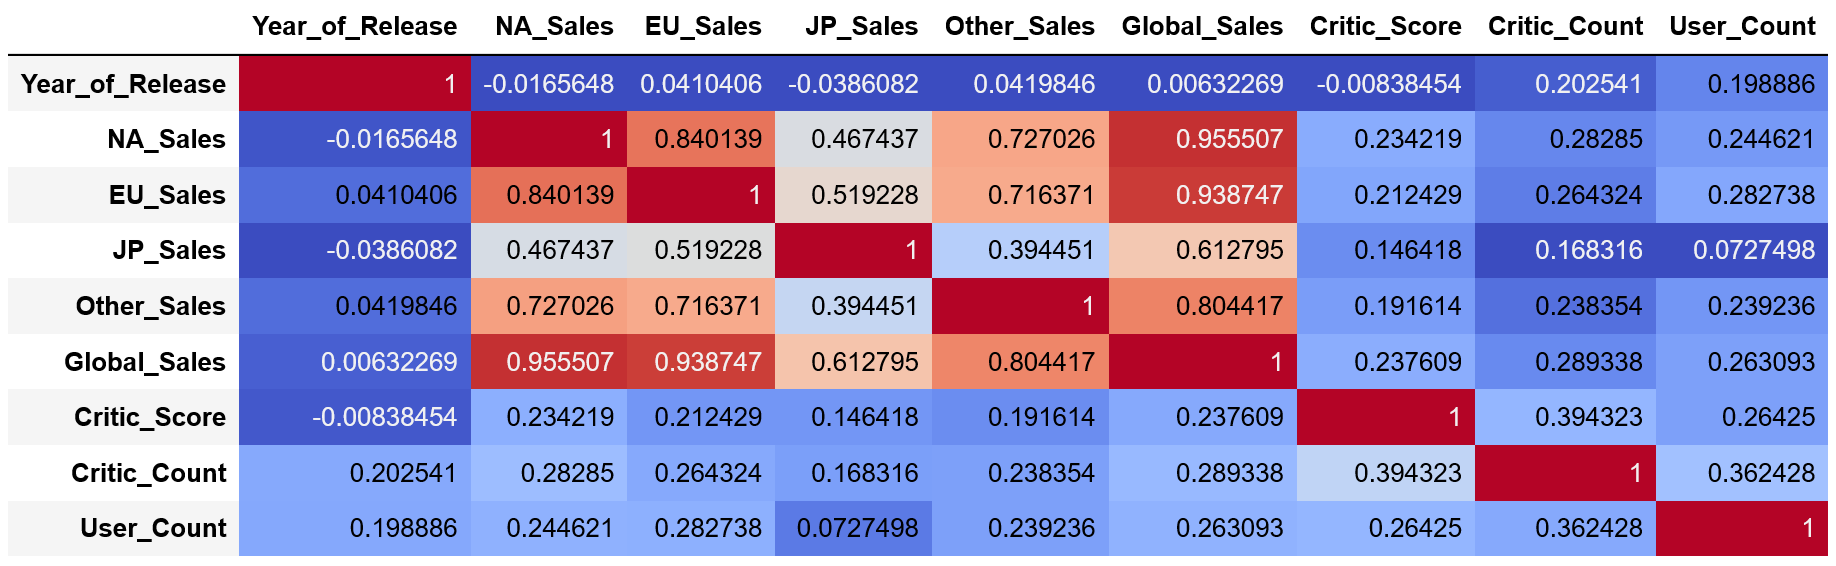 Year_of_Release NA_Sales EU_Sales JP_Sales Other_Sales Global_Sales Critic_Score Critic_Count User_Count
Year_of_Release 1 -0.0165648 0.0410406 -0.0386082 0.0419846 0.00632269 -0.00838454 0.202541 0.198886
NA_Sales -0.0165648 1 0.840139 0.467437 0.727026 0.955507 0.234219 0.28285 0.244621
EU_Sales 0.0410406 0.840139 1 0.519228 0.716371 0.938747 0.212429 0.264324 0.282738
JP_Sales -0.0386082 0.467437 0.519228 1 0.394451 0.612795 0.146418 0.168316 0.0727498
Other_Sales 0.0419846 0.727026 0.716371 0.394451 1 0.804417 0.191614 0.238354 0.239236
Global_Sales 0.00632269 0.955507 0.938747 0.612795 0.804417 1 0.237609 0.289338 0.263093
Critic_Score -0.00838454 0.234219 0.212429 0.146418 0.191614 0.237609 1 0.394323 0.26425
Critic_Count 0.202541 0.28285 0.264324 0.168316 0.238354 0.289338 0.394323 1 0.362428
User_Count 0.198886 0.244621 0.282738 0.0727498 0.239236 0.263093 0.26425 0.362428 1